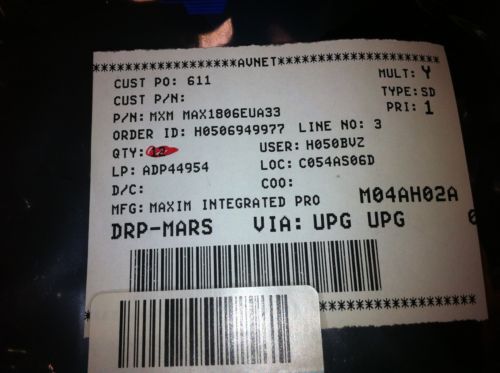 ******************AVNET******************
CUST PO: 611 MULT: Y
CUST P/N: TYPE: SD
P/N: MXM MAX1806EUA33 PRI: 1
ORDER ID: H0506949977 LINE NO: 3
QTY: 12 USER: H050BVZ
LP: ADP44954 LOC: C054AS06D
D/C: COO:
MFG: MAXIM INTEGRATED PRO M04AH02A
DRP-MARS VIA: UPG UPG